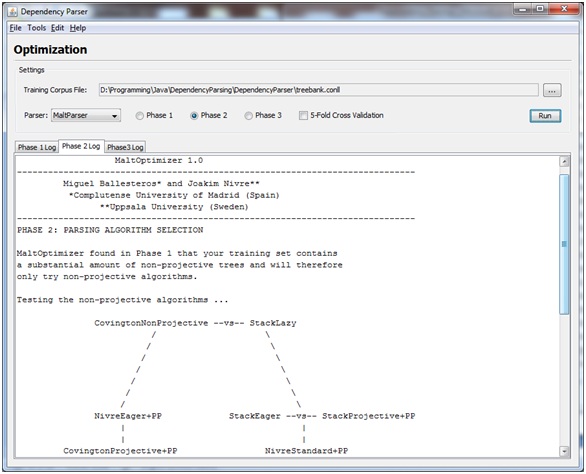 Dependency Parser
File Tools Edit Help
Optimization
Settings
Training Corpus File: D:\Programming\Java\DependencyParsing\DependencyParser\treebank.conll ...
Parser: MaltParser Phase 1 Phase 2 Phase 3 5-Fold Cross Validation Run
Phase 1 Log Phase 2 Log Phase3 Log
MaltOptimizer 1.0
-----------------------------------------------------------------------------
Miguel Ballesteros* and Joakim Nivre**
*Complutense University of Madrid (Spain)
**Uppsala University (Sweden)
-----------------------------------------------------------------------------
PHASE 2: PARSING ALGORITHM SELECTION
MaltOptimizer found in Phase 1 that your training set contains
a substantial amount of non-projective trees and will therefore
only try non-projective algorithms.
Testing the non-projective algorithms ...
CovingtonNonProjective --vs-- StackLazy
/ \
/ \
/ \
/ \
/ \
/ \
/ \
NivreEager+PP StackEager --vs-- StackProjective+PP
| |
| |
CovingtonProjective+PP NivreStandard+PP